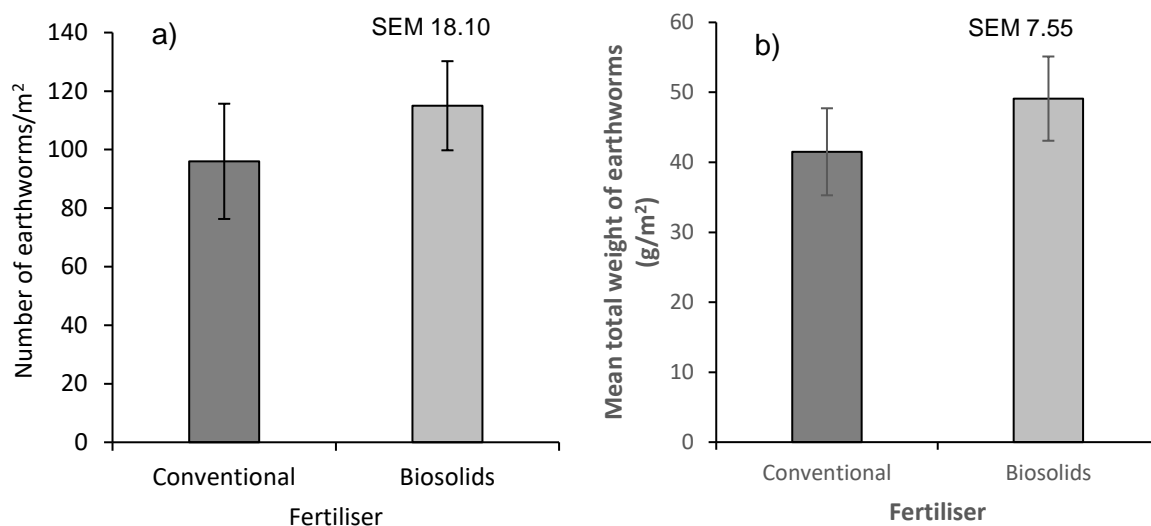 a)
SEM 18.10
Number of earthworms/m²
140
120
100
80
60
40
20
0
Conventional
Biosolids
Fertiliser
b)
SEM 7.55
Mean total weight of earthworms
(g/m²)
60
50
40
30
20
10
0
Conventional
Biosolids
Fertiliser